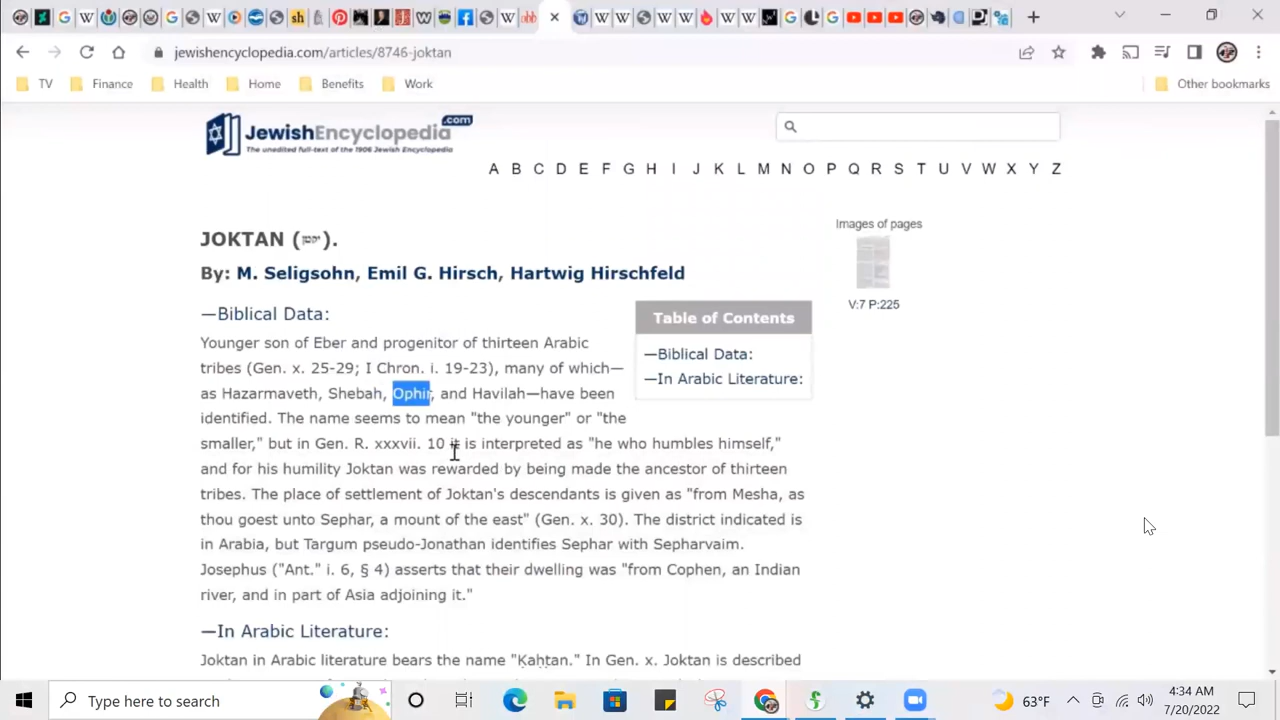 jewishencyclopedia.com/articles/8746-joktan
TV Finance Health Home Benefits Work Other bookmarks
JewishEncyclopedia .com
The unedited full-text of the 1906 Jewish Encyclopedia
A B C D E F G H I J K L M N O P Q R S T U V W X Y Z
Images of pages
V:7 P:225
JOKTAN (יקטן).
By: M. Seligsohn, Emil G. Hirsch, Hartwig Hirschfeld
—Biblical Data:
Younger son of Eber and progenitor of thirteen Arabic
tribes (Gen. x. 25-29; I Chron. i. 19-23), many of which—
as Hazarmaveth, Shebah, Ophir, and Havilah—have been
identified. The name seems to mean "the younger" or "the
smaller," but in Gen. R. xxxvii. 10 it is interpreted as "he who humbles himself,"
and for his humility Joktan was rewarded by being made the ancestor of thirteen
tribes. The place of settlement of Joktan's descendants is given as "from Mesha, as
thou goest unto Sephar, a mount of the east" (Gen. x. 30). The district indicated is
in Arabia, but Targum pseudo-Jonathan identifies Sephar with Sepharvaim.
Josephus ("Ant." i. 6, § 4) asserts that their dwelling was "from Cophen, an Indian
river, and in part of Asia adjoining it."
Table of Contents
—Biblical Data:
—In Arabic Literature:
—In Arabic Literature:
Joktan in Arabic literature bears the name "Ḳaḥṭan." In Gen. x. Joktan is described
Type here to search
63°F
4:34 AM
7/20/2022